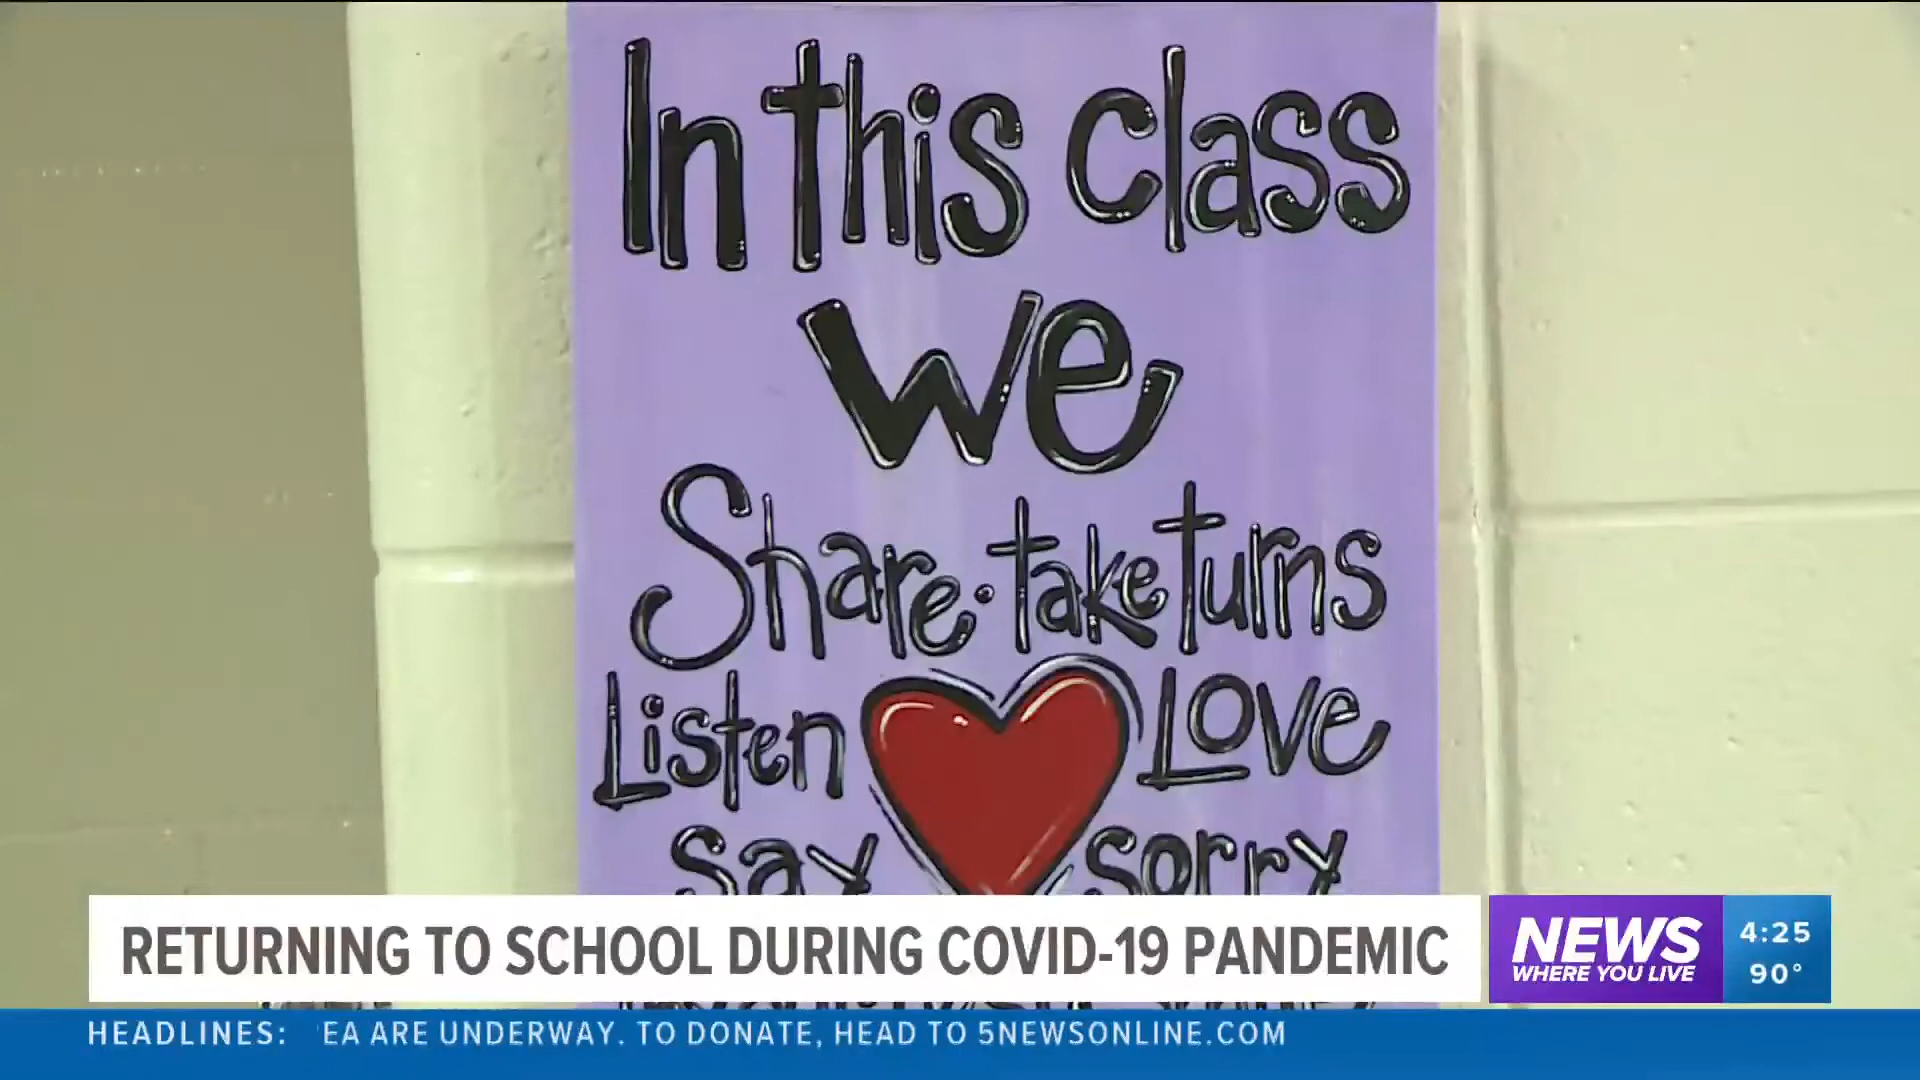 In this class
we
Share · take turns
Listen Love
say sorry
RETURNING TO SCHOOL DURING COVID-19 PANDEMIC
NEWS
WHERE YOU LIVE
4:25
90°
HEADLINES: EA ARE UNDERWAY. TO DONATE, HEAD TO 5NEWSONLINE.COM